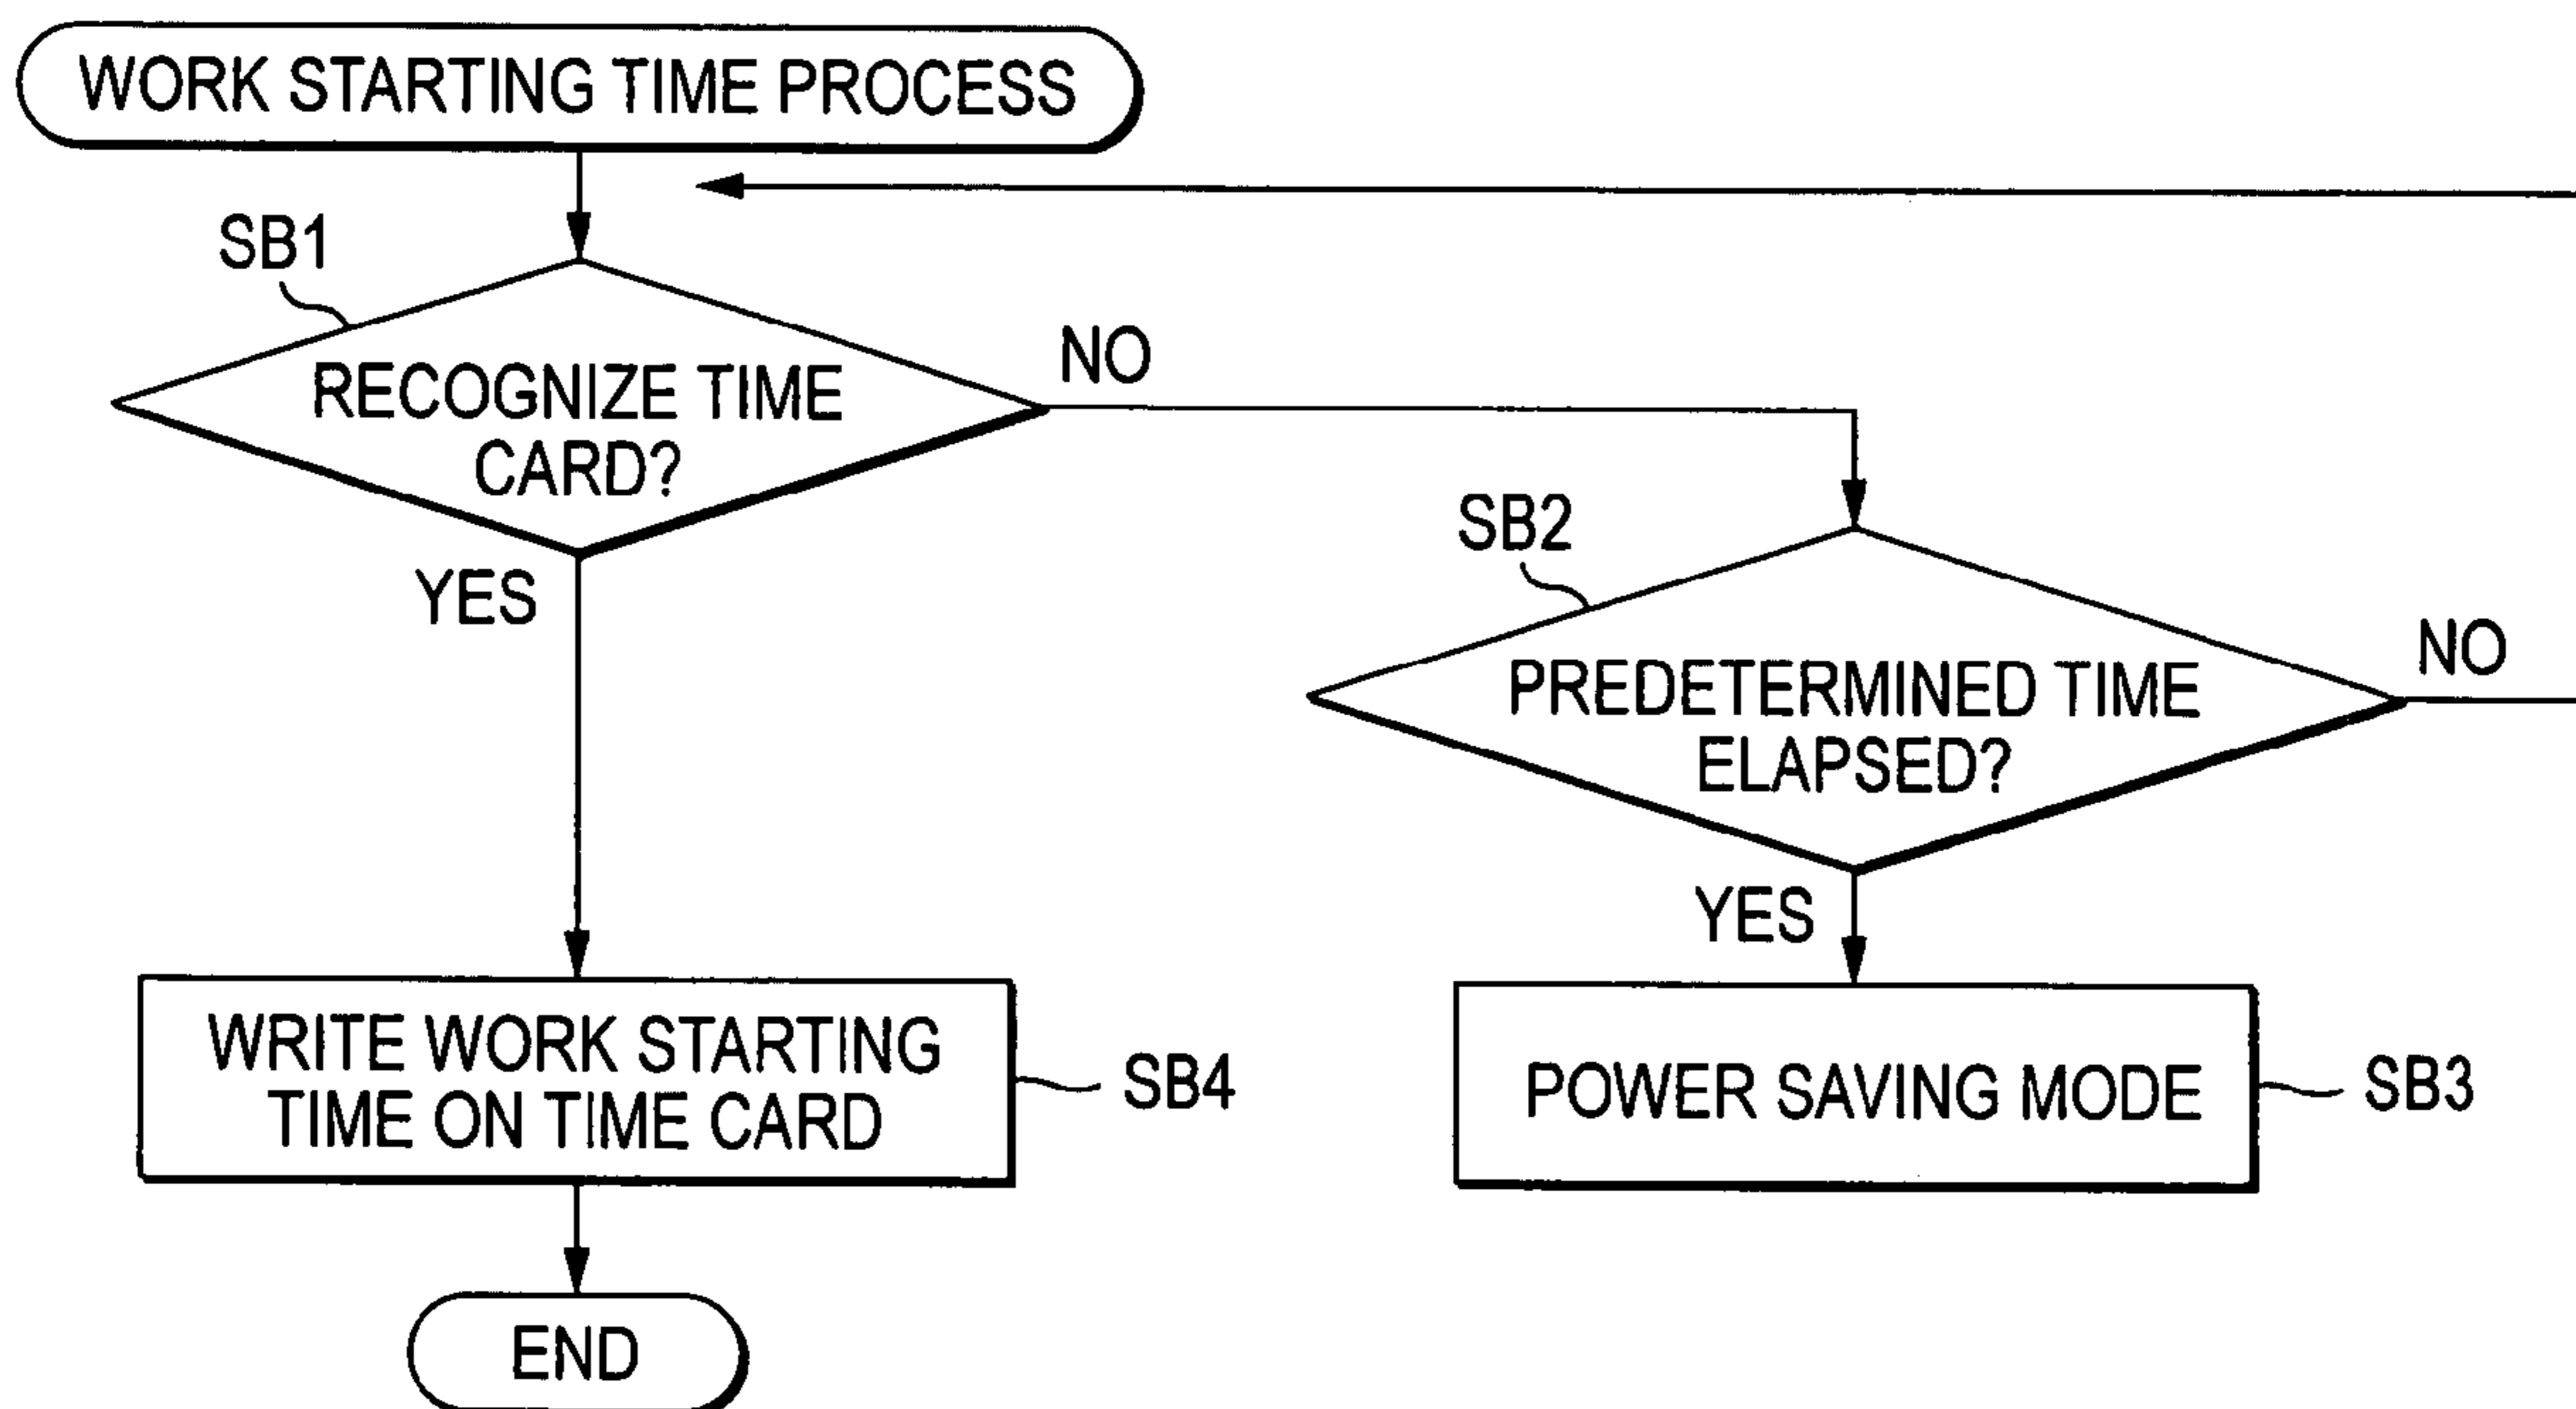 WORK STARTING TIME PROCESS
SB1
RECOGNIZE TIME
CARD?
NO
YES
SB2
PREDETERMINED TIME
ELAPSED?
NO
YES
WRITE WORK STARTING
TIME ON TIME CARD
SB4
POWER SAVING MODE
SB3
END